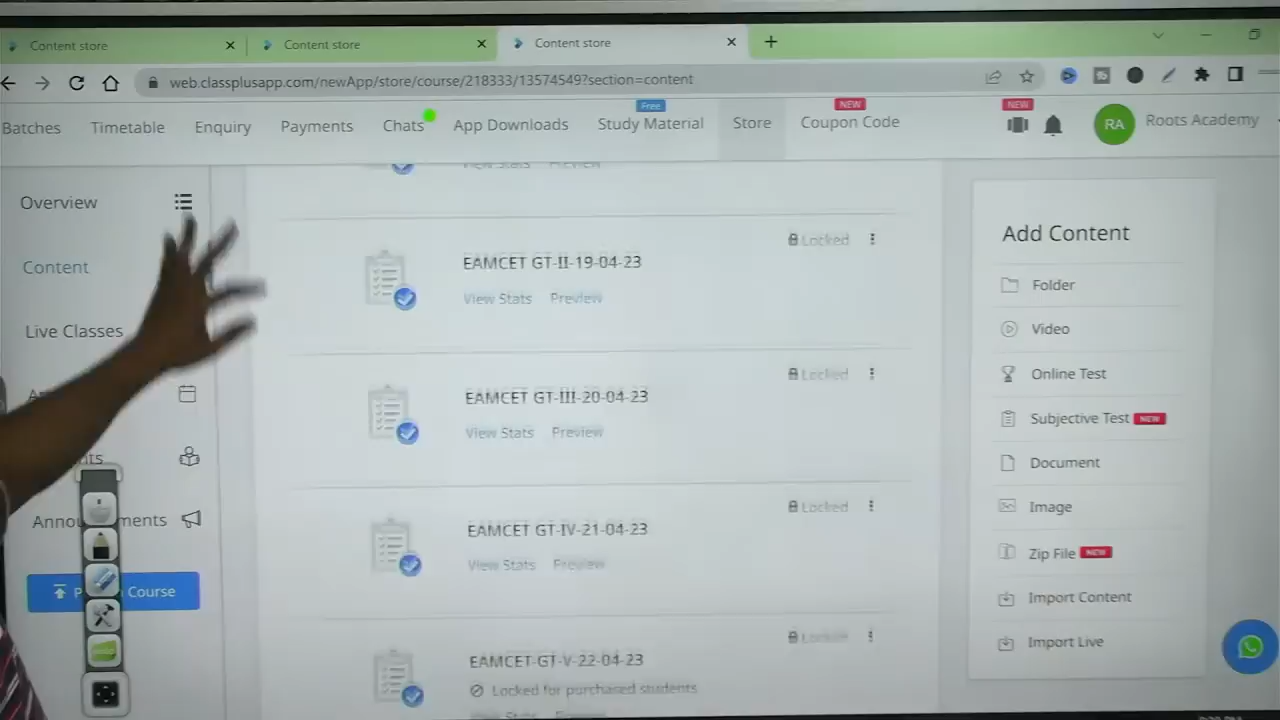 Content store
Content store
Content store
web.classplusapp.com/newApp/store/course/218333/13574549?section=content
Batches Timetable Enquiry Payments Chats App Downloads Free Study Material Store NEW Coupon Code NEW RA Roots Academy
Overview
Content
Live Classes
Course
View Stats Preview
EAMCET GT-II-19-04-23
Locked
View Stats Preview
EAMCET GT-III-20-04-23
Locked
View Stats Preview
EAMCET GT-IV-21-04-23
Locked
View Stats Preview
EAMCET-GT-V-22-04-23
Locked
Locked for purchased students
Add Content
Folder
Video
Online Test
Subjective Test NEW
Document
Image
Zip File NEW
Import Content
Import Live